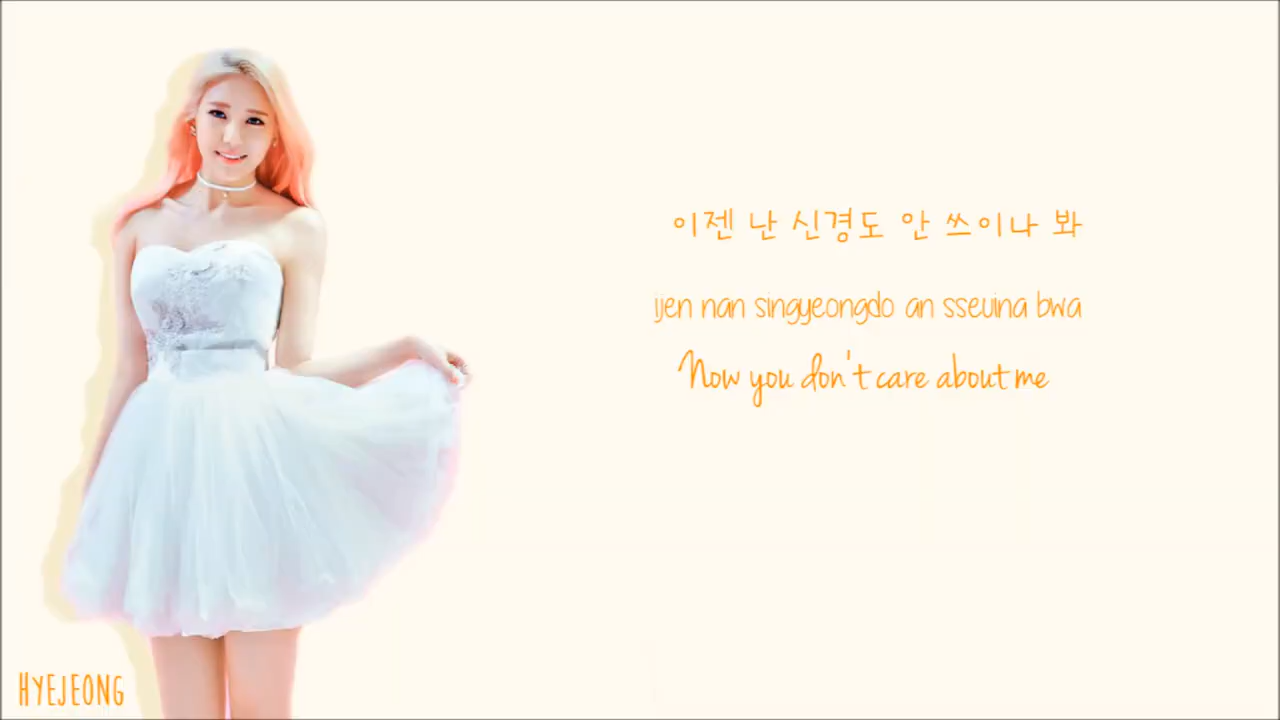 이젠 난 신경도 안 쓰이나 봐
ijen nan singyeongdo an sseuina bwa
Now you don't care about me
HYEJEONG